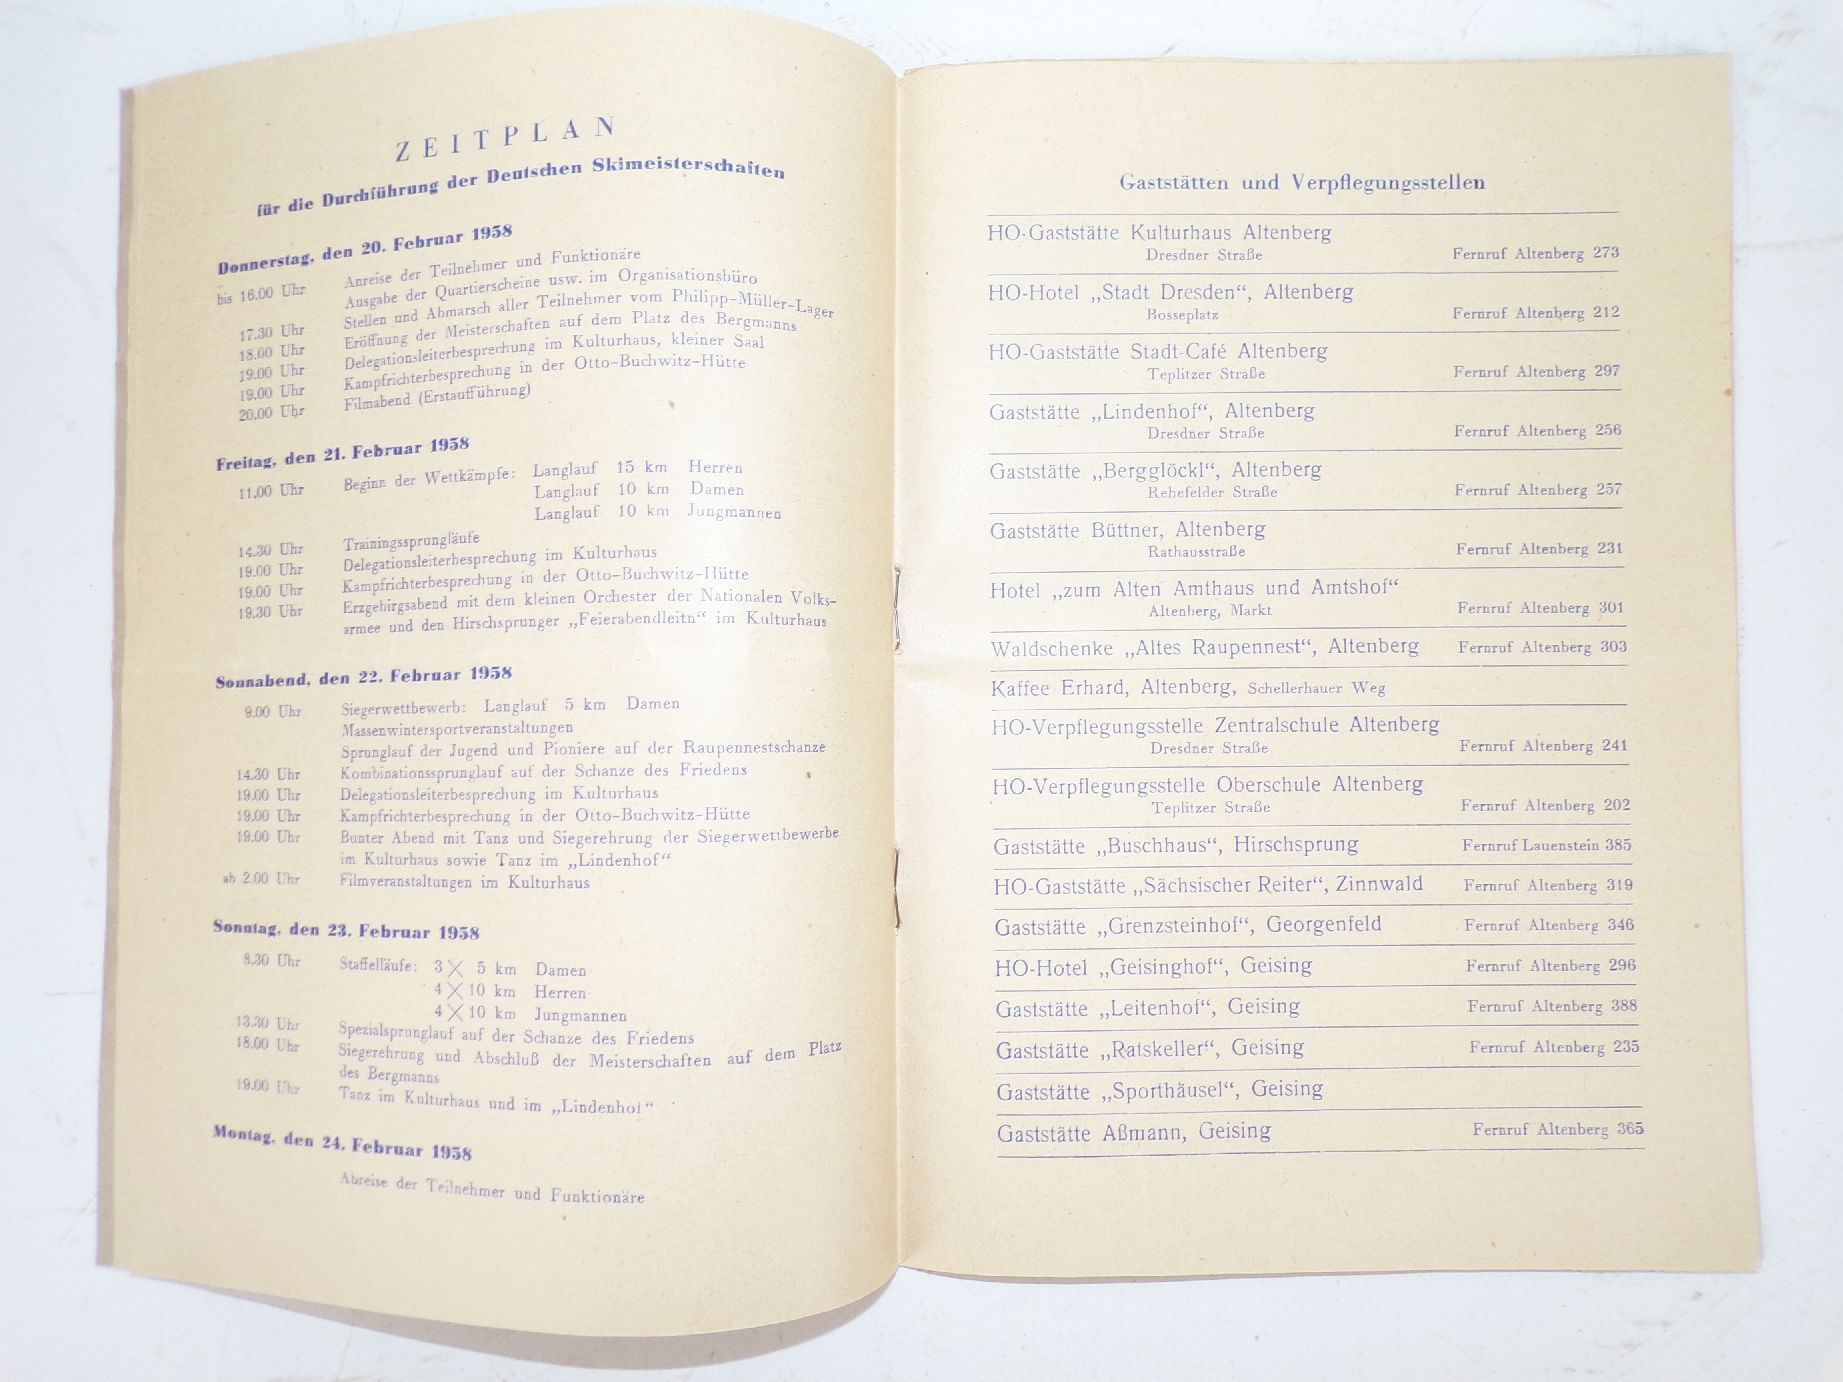 ZEITPLAN
für die Durchführung der Deutschen Skimeisterschaften
Donnerstag, den 20. Februar 1958
bis 16.00 Uhr Anreise der Teilnehmer und Funktionäre
Ausgabe der Quartierscheine usw. im Organisationsbüro
17.30 Uhr Stellen und Abmarsch aller Teilnehmer vom Philipp-Müller-Lager
18.00 Uhr Eröffnung der Meisterschaften auf dem Platz des Bergmanns
19.00 Uhr Delegationsleiterbesprechung im Kulturhaus, kleiner Saal
19.00 Uhr Kampfrichterbesprechung in der Otto-Buchwitz-Hütte
20.00 Uhr Filmabend (Erstaufführung)
Freitag, den 21. Februar 1958
11.00 Uhr Beginn der Wettkämpfe: Langlauf 15 km Herren
Langlauf 10 km Damen
Langlauf 10 km Jungmannen
14.30 Uhr Trainingssprungläufe
19.00 Uhr Delegationsleiterbesprechung im Kulturhaus
19.00 Uhr Kampfrichterbesprechung in der Otto-Buchwitz-Hütte
19.30 Uhr Erzgebirgsabend mit dem kleinen Orchester der Nationalen Volks-
armee und den Hirschsprunger „Feierabendleitn“ im Kulturhaus
Sonnabend, den 22. Februar 1958
9.00 Uhr Siegerwettbewerb: Langlauf 5 km Damen
Massenwintersportveranstaltungen
Sprunglauf der Jugend und Pioniere auf der Raupennestschanze
14.30 Uhr Kombinationssprunglauf auf der Schanze des Friedens
19.00 Uhr Delegationsleiterbesprechung im Kulturhaus
19.00 Uhr Kampfrichterbesprechung in der Otto-Buchwitz-Hütte
19.00 Uhr Bunter Abend mit Tanz und Siegerehrung der Siegerwettbewerbe
im Kulturhaus sowie Tanz im „Lindenhof“
ab 2.00 Uhr Filmveranstaltungen im Kulturhaus
Sonntag, den 23. Februar 1958
8.30 Uhr Staffelläufe: 3 X 5 km Damen
4 X 10 km Herren
4 X 10 km Jungmannen
13.30 Uhr Spezialsprunglauf auf der Schanze des Friedens
18.00 Uhr Siegerehrung und Abschluß der Meisterschaften auf dem Platz
des Bergmanns
19.00 Uhr Tanz im Kulturhaus und im „Lindenhof“
Montag, den 24. Februar 1958
Abreise der Teilnehmer und Funktionäre
Gaststätten und Verpflegungsstellen
HO-Gaststätte Kulturhaus Altenberg
Dresdner Straße Fernruf Altenberg 273
HO-Hotel „Stadt Dresden“, Altenberg
Bosseplatz Fernruf Altenberg 212
HO-Gaststätte Stadt-Café Altenberg
Teplitzer Straße Fernruf Altenberg 297
Gaststätte „Lindenhof“, Altenberg
Dresdner Straße Fernruf Altenberg 256
Gaststätte „Bergglöckl“, Altenberg
Rehefelder Straße Fernruf Altenberg 257
Gaststätte Büttner, Altenberg
Rathausstraße Fernruf Altenberg 231
Hotel „zum Alten Amthaus und Amtshof“
Altenberg, Markt Fernruf Altenberg 301
Waldschenke „Altes Raupennest“, Altenberg Fernruf Altenberg 303
Kaffee Erhard, Altenberg, Schellerhauer Weg
HO-Verpflegungsstelle Zentralschule Altenberg
Dresdner Straße Fernruf Altenberg 241
HO-Verpflegungsstelle Oberschule Altenberg
Teplitzer Straße Fernruf Altenberg 202
Gaststätte „Buschhaus“, Hirschsprung Fernruf Lauenstein 385
HO-Gaststätte „Sächsischer Reiter“, Zinnwald Fernruf Altenberg 319
Gaststätte „Grenzsteinhof“, Georgenfeld Fernruf Altenberg 346
HO-Hotel „Geisinghof“, Geising Fernruf Altenberg 296
Gaststätte „Leitenhof“, Geising Fernruf Altenberg 388
Gaststätte „Ratskeller“, Geising Fernruf Altenberg 235
Gaststätte „Sporthäusel“, Geising
Gaststätte Aßmann, Geising Fernruf Altenberg 365